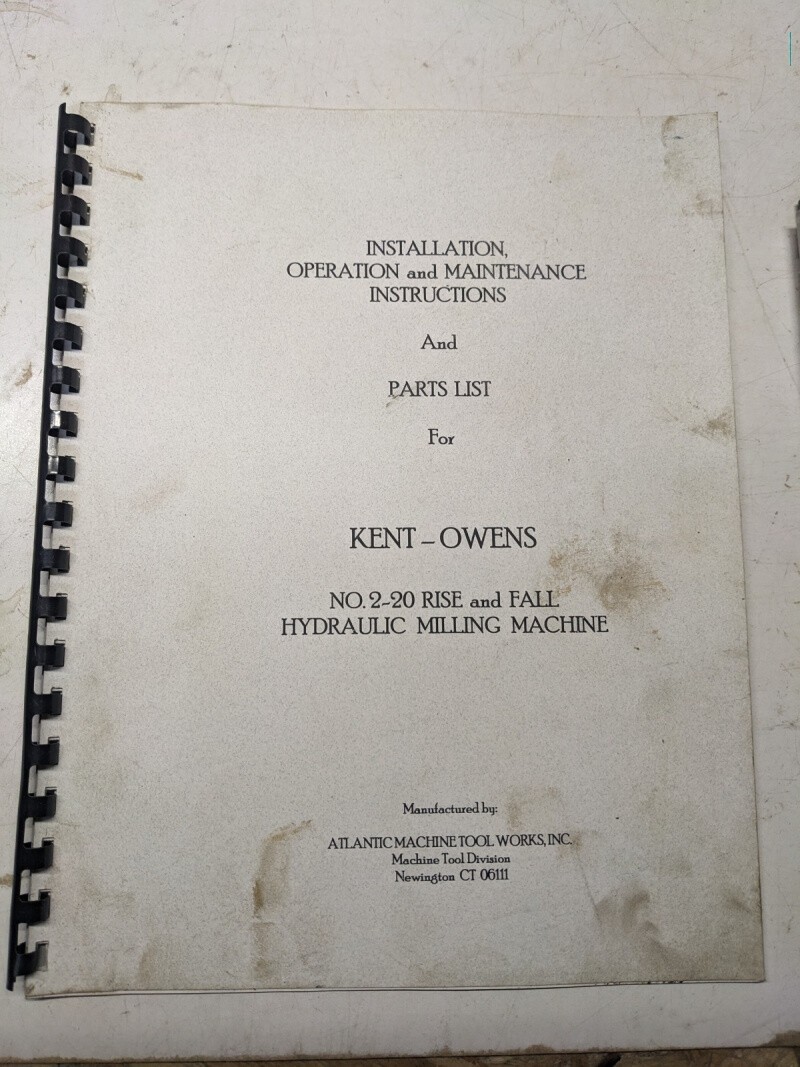 INSTALLATION,
OPERATION and MAINTENANCE
INSTRUCTIONS
And
PARTS LIST
For
KENT – OWENS
NO. 2-20 RISE and FALL
HYDRAULIC MILLING MACHINE
Manufactured by:
ATLANTIC MACHINE TOOL WORKS, INC.
Machine Tool Division
Newington CT 06111